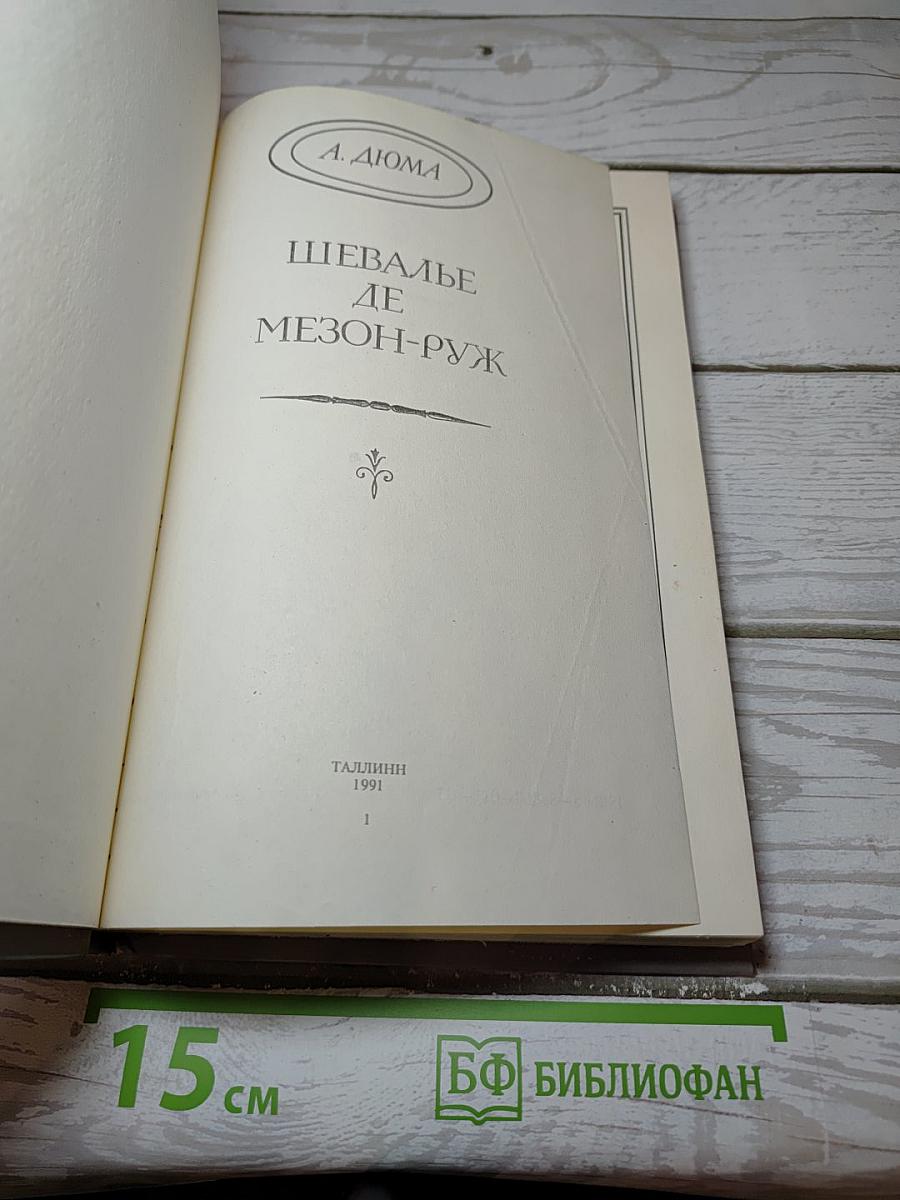 А. ДЮМА
ШЕВАЛЬЕ
ДЕ
МЕЗОН-РУЖ
ТАЛЛИНН
1991
1
15 см
БФ БИБЛИОФАН